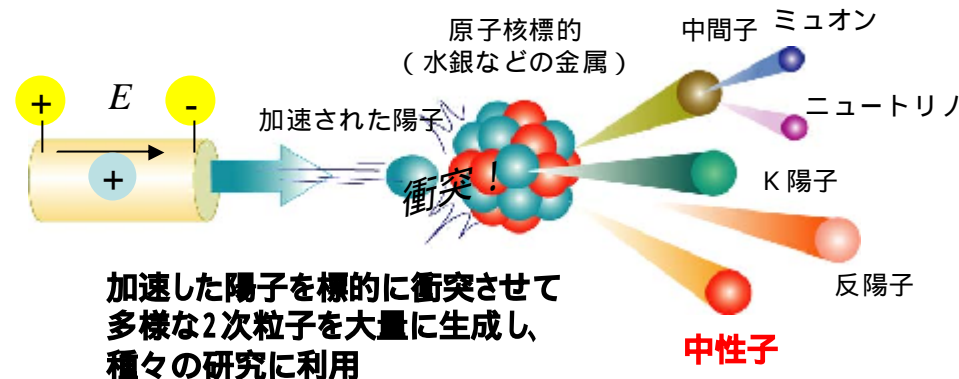 + E -
+
加速された陽子
原子核標的
(水銀などの金属)
衝突！
中間子
ミュオン
ニュートリノ
K陽子
反陽子
中性子
加速した陽子を標的に衝突させて
多様な2次粒子を大量に生成し、
種々の研究に利用